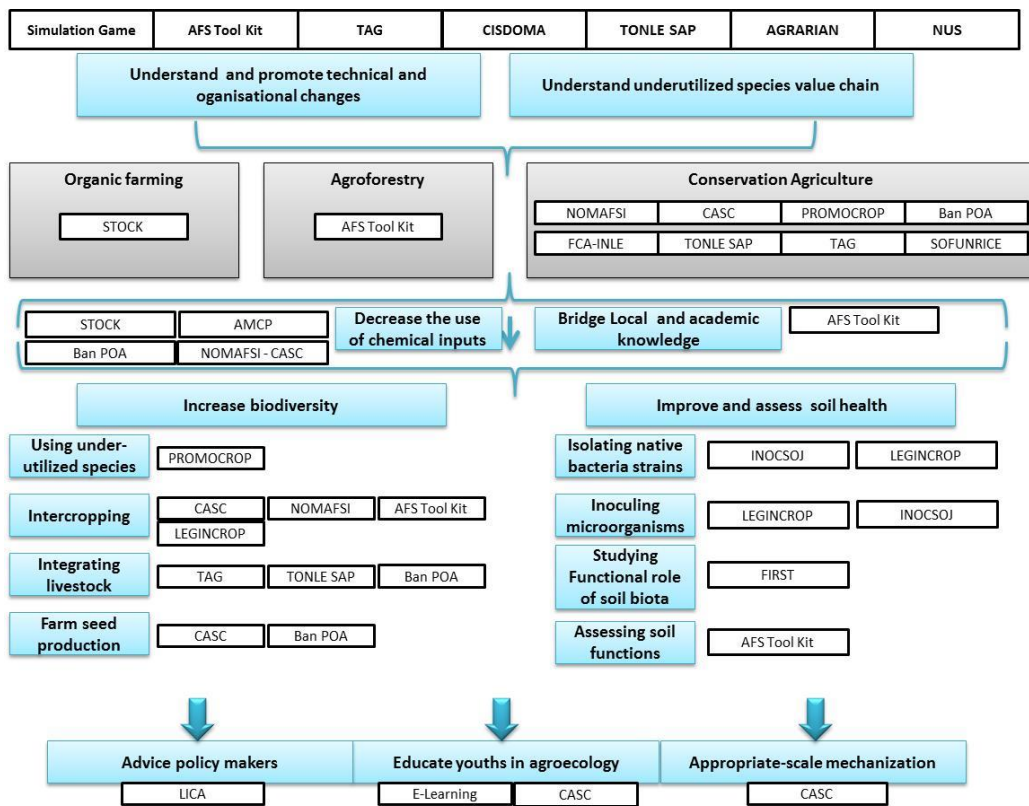 Simulation Game
AFS Tool Kit
TAG
CISDOMA
TONLE SAP
AGRARIAN
NUS
Understand and promote technical and
oganisational changes
Understand underutilized species value chain
Organic farming
STOCK
Agroforestry
AFS Tool Kit
Conservation Agriculture
NOMAFSI
CASC
PROMOCROP
Ban POA
FCA-INLE
TONLE SAP
TAG
SOFUNRICE
STOCK
AMCP
Ban POA
NOMAFSI - CASC
Decrease the use
of chemical inputs
Bridge Local and academic
knowledge
AFS Tool Kit
Increase biodiversity
Using under-
utilized species
PROMOCROP
Intercropping
CASC
NOMAFSI
AFS Tool Kit
LEGINCROP
Integrating
livestock
TAG
TONLE SAP
Ban POA
Farm seed
production
CASC
Ban POA
Improve and assess soil health
Isolating native
bacteria strains
INOCSOJ
LEGINCROP
Inoculing
microorganisms
LEGINCROP
INOCSOJ
Studying
Functional role
of soil biota
FIRST
Assessing soil
functions
AFS Tool Kit
Advice policy makers
LICA
Educate youths in agroecology
E-Learning
CASC
Appropriate-scale mechanization
CASC